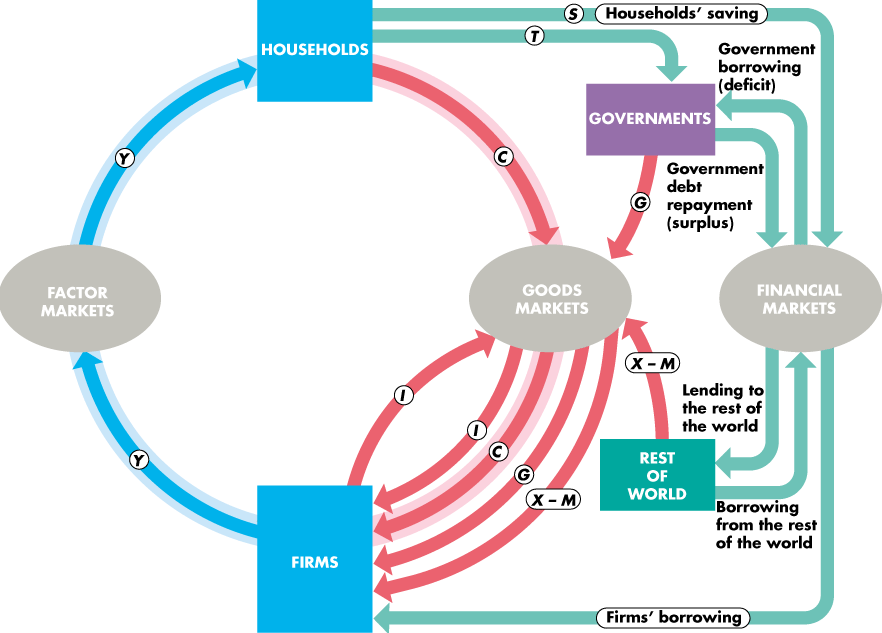 S
Households' saving
HOUSEHOLDS
T
Government
borrowing
(deficit)
GOVERNMENTS
Y
C
Government
debt
repayment
(surplus)
G
FACTOR
MARKETS
GOODS
MARKETS
FINANCIAL
MARKETS
X – M
I
Lending to
the rest of
the world
I
C
Y
G
X – M
REST
OF
WORLD
Borrowing
from the rest
of the world
FIRMS
Firms' borrowing